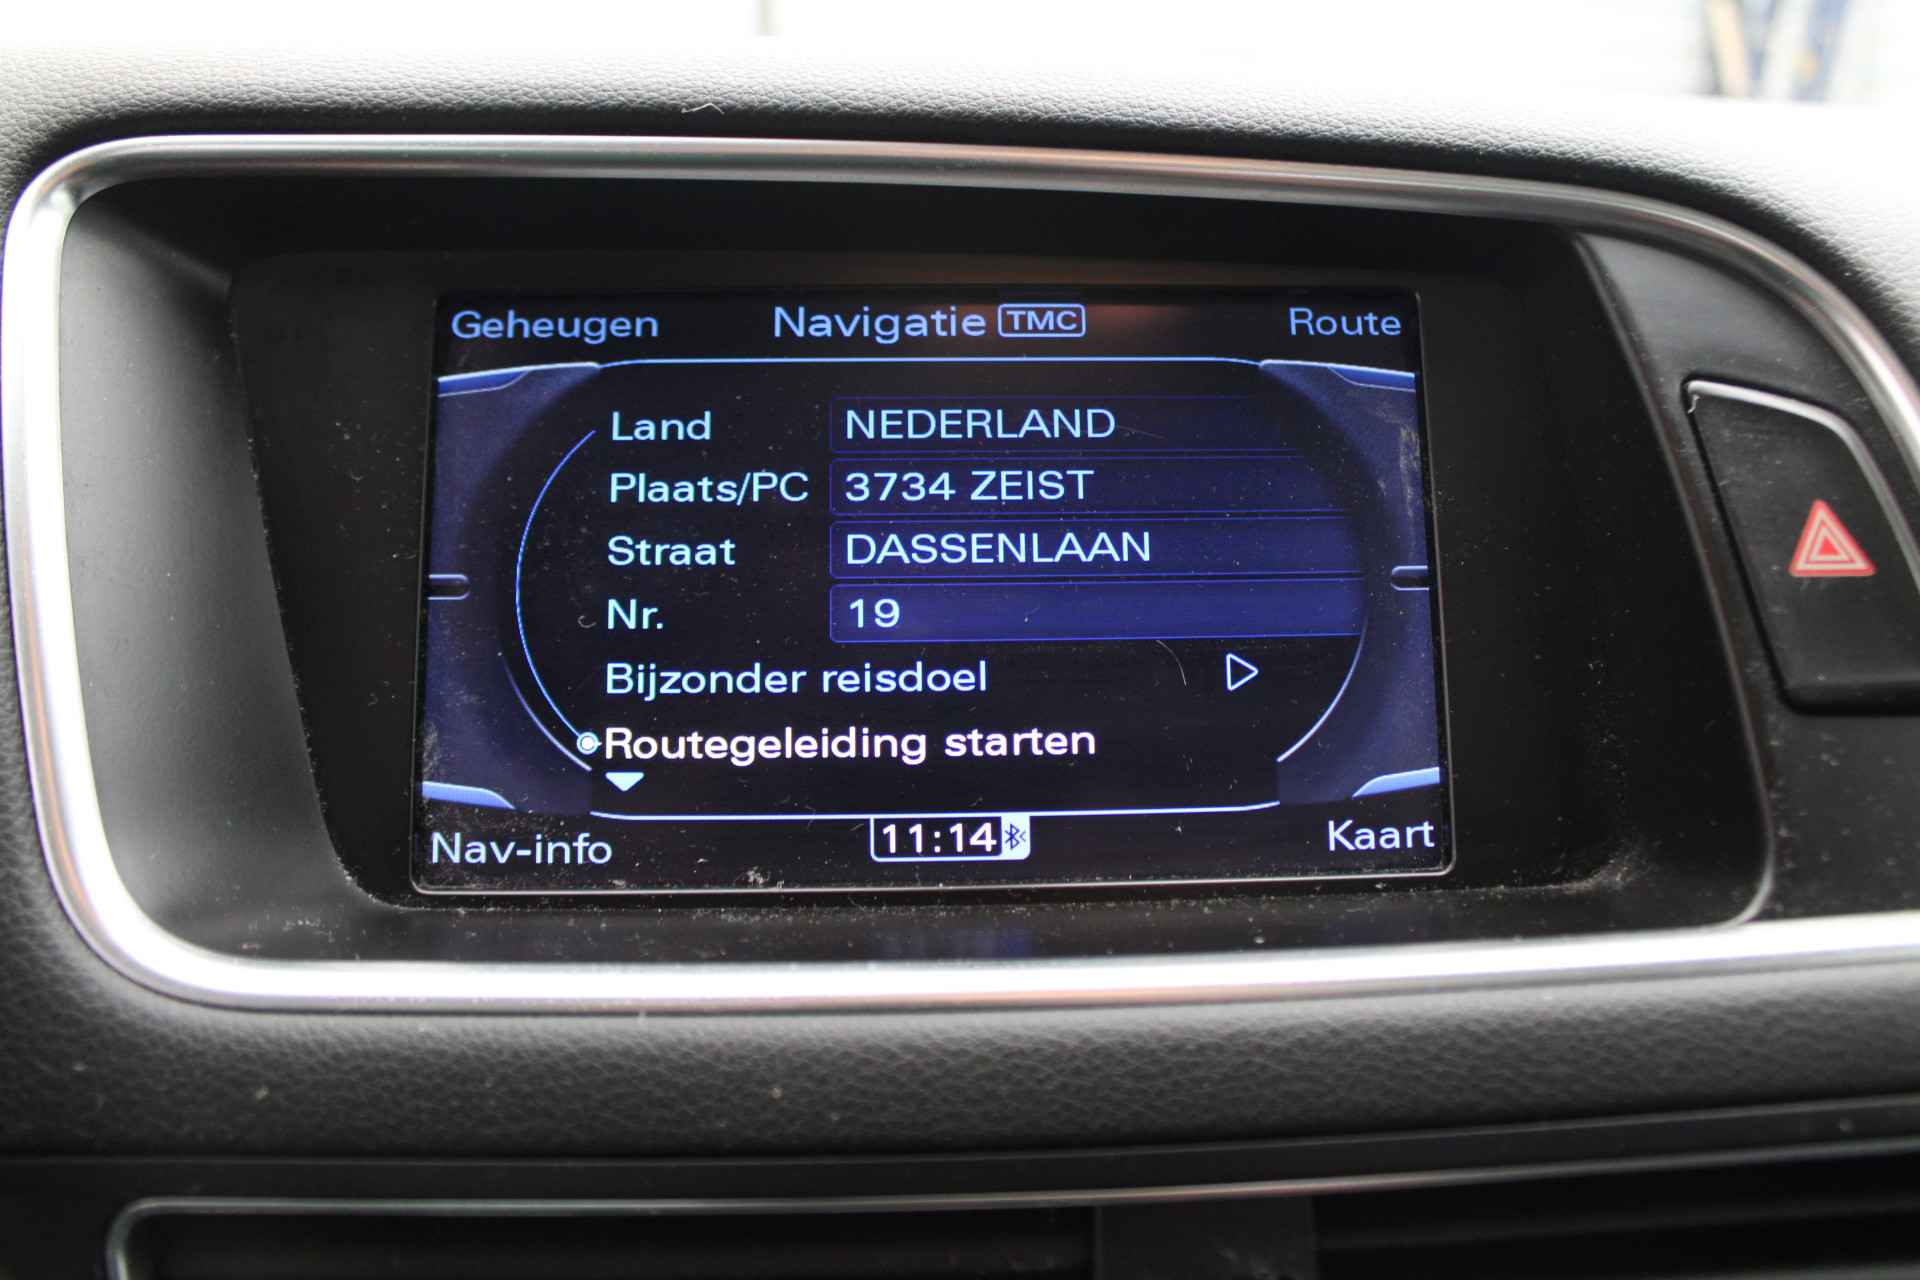 Geheugen Navigatie TMC Route
Land NEDERLAND
Plaats/PC 3734 ZEIST
Straat DASSENLAAN
Nr. 19
Bijzonder reisdoel
Routegeleiding starten
Nav-info 11:14 Kaart